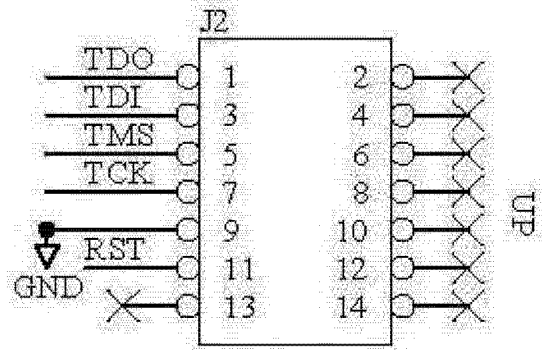 J2
TDO 1 2
TDI 3 4
TMS 5 6
TCK 7 8
9 10
RST 11 12
GND 13 14
UP